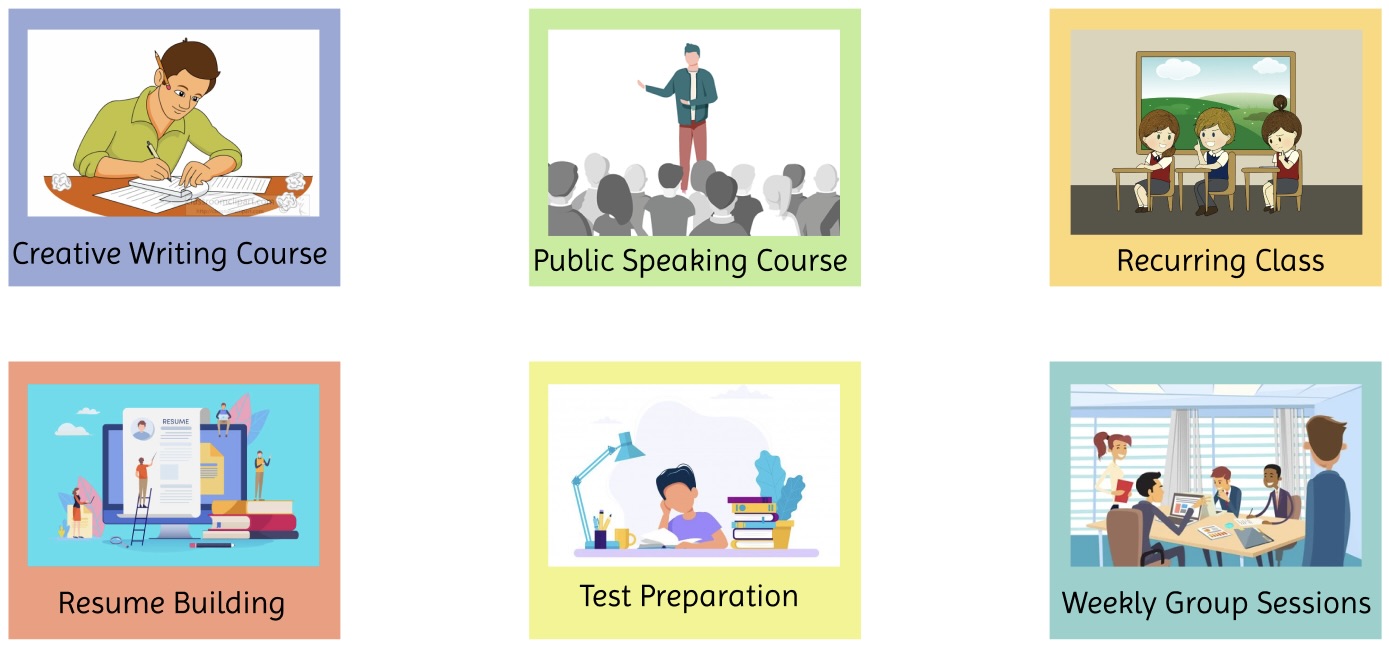 Creative Writing Course
Public Speaking Course
Recurring Class
RESUME
Resume Building
Test Preparation
Weekly Group Sessions